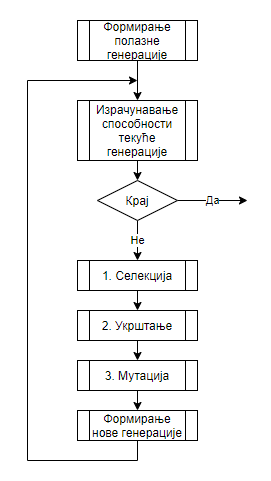 Формирање
полазне
генерације
Израчунавање
способности
текуће
генерације
Крај
Да
Не
1. Селекција
2. Укрштање
3. Мутација
Формирање
нове генерације